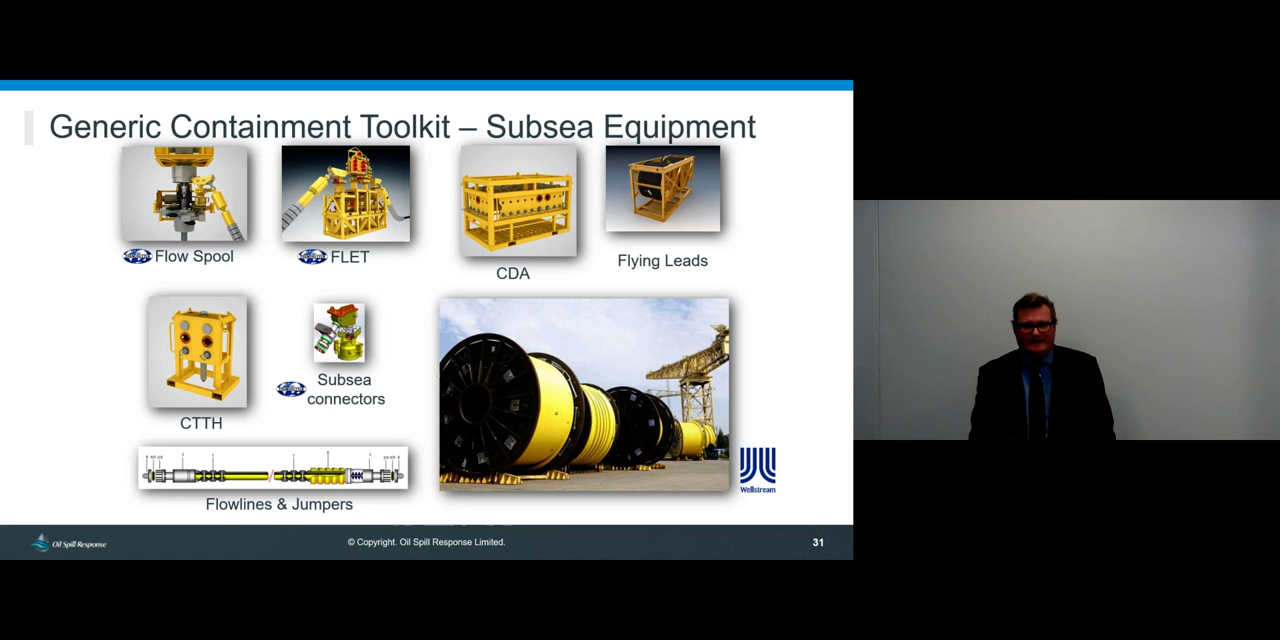 Generic Containment Toolkit – Subsea Equipment
Flow Spool
FLET
CDA
Flying Leads
CTTH
Subsea
connectors
Flowlines & Jumpers
Wellstream
Oil Spill Response
© Copyright. Oil Spill Response Limited.
31